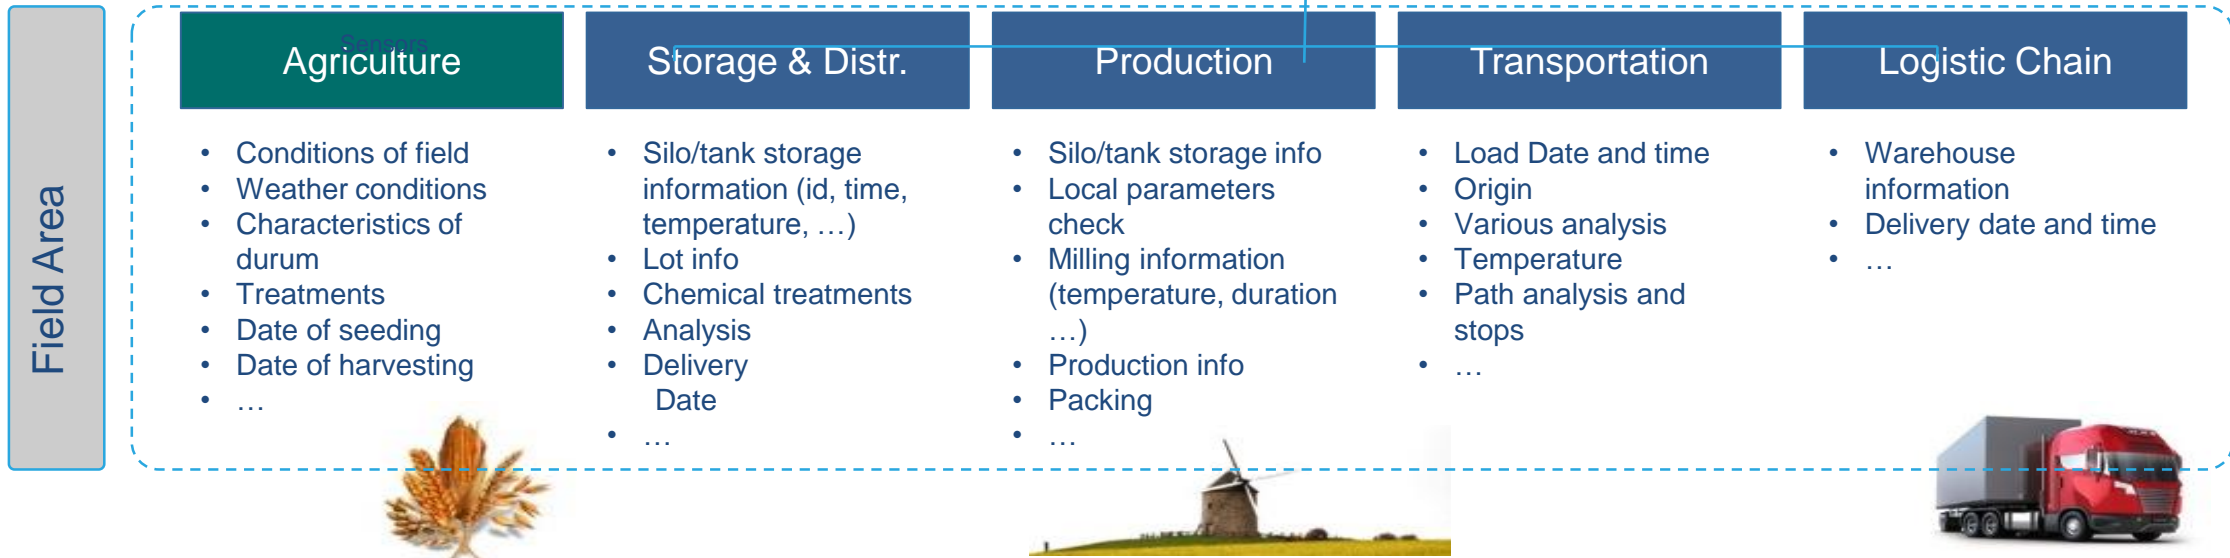 Field Area
Sensors
Agriculture
• Conditions of field
• Weather conditions
• Characteristics of
durum
• Treatments
• Date of seeding
• Date of harvesting
• …
Storage & Distr.
• Silo/tank storage
information (id, time,
temperature, …)
• Lot info
• Chemical treatments
• Analysis
• Delivery
Date
• …
Production
• Silo/tank storage info
• Local parameters
check
• Milling information
(temperature, duration
…)
• Production info
• Packing
• …
Transportation
• Load Date and time
• Origin
• Various analysis
• Temperature
• Path analysis and
stops
• …
Logistic Chain
• Warehouse
information
• Delivery date and time
• …